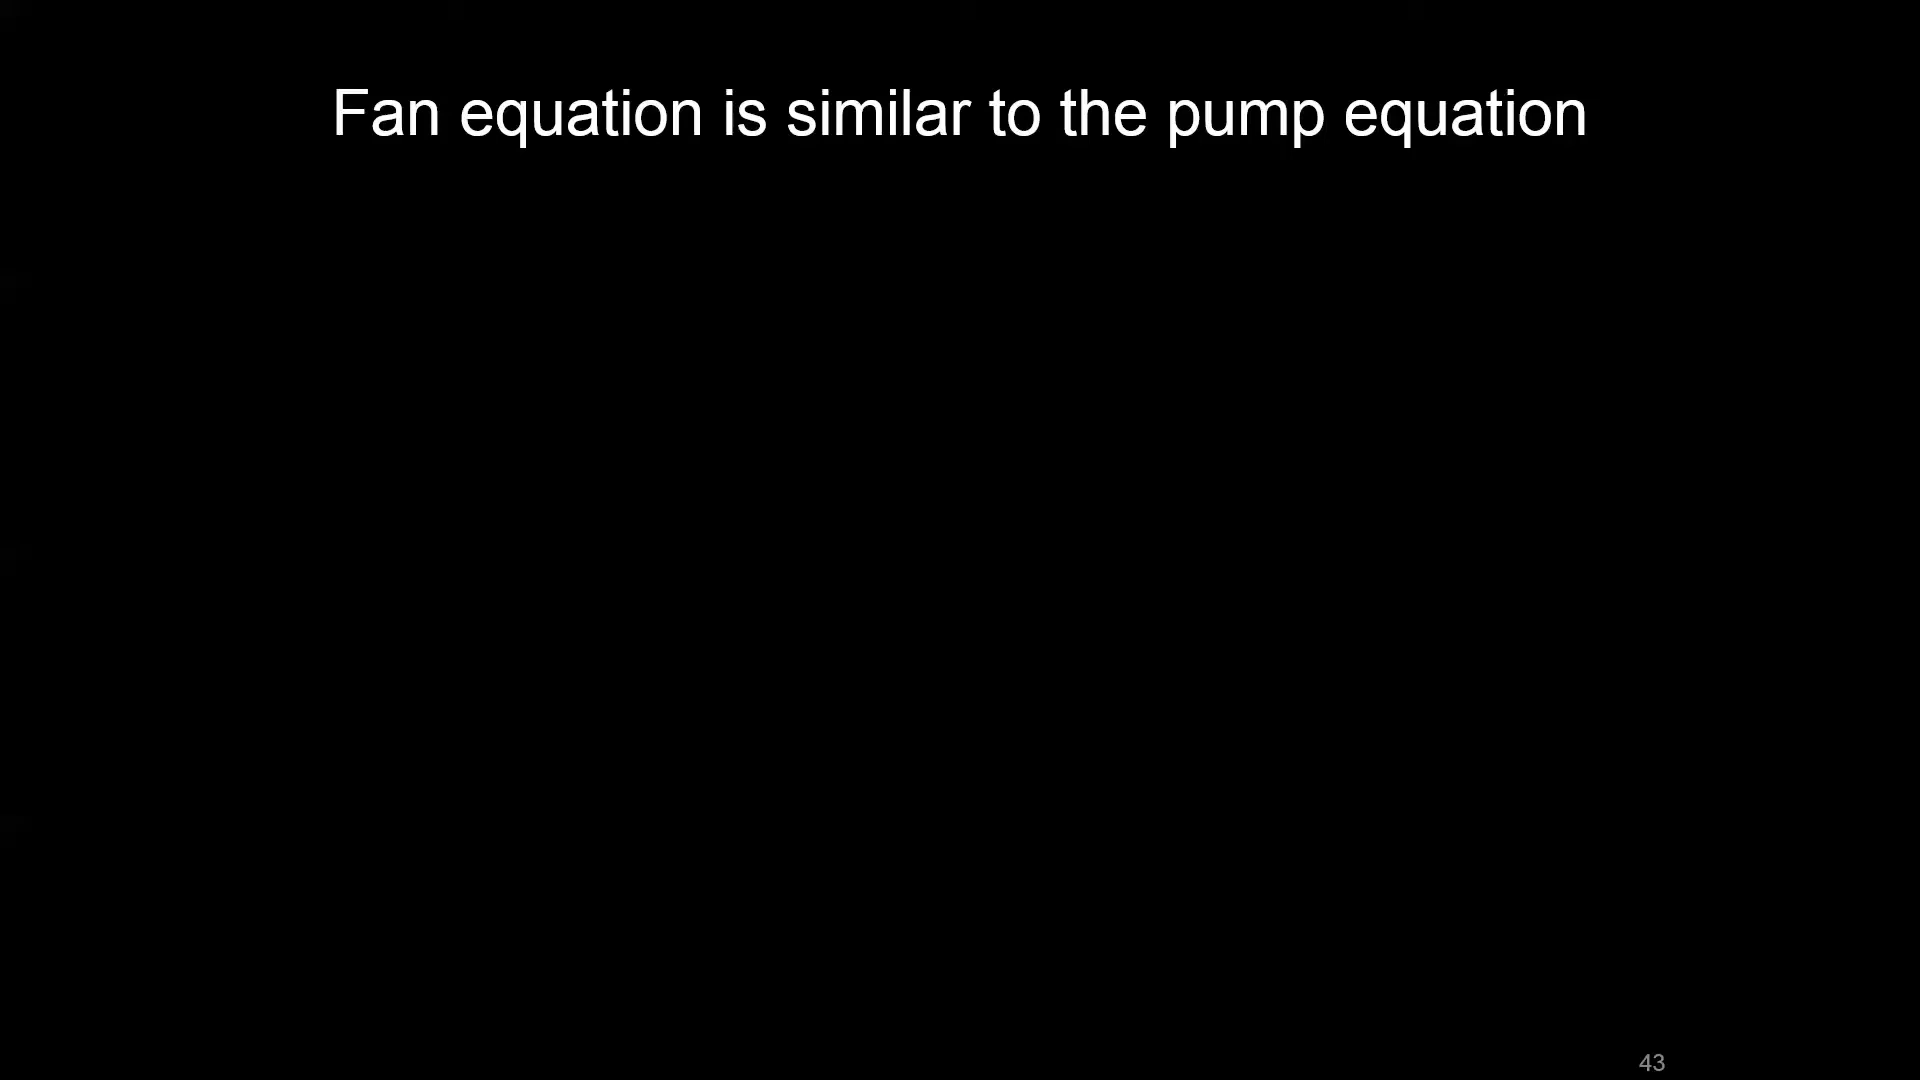 Fan equation is similar to the pump equation
43